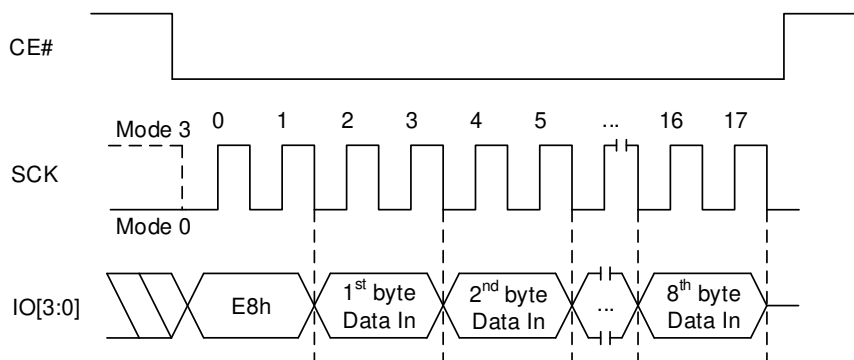 CE#
Mode 3
0 1 2 3 4 5 ... 16 17
SCK
Mode 0
IO[3:0]
E8h
1st byte
Data In
2nd byte
Data In
...
8th byte
Data In